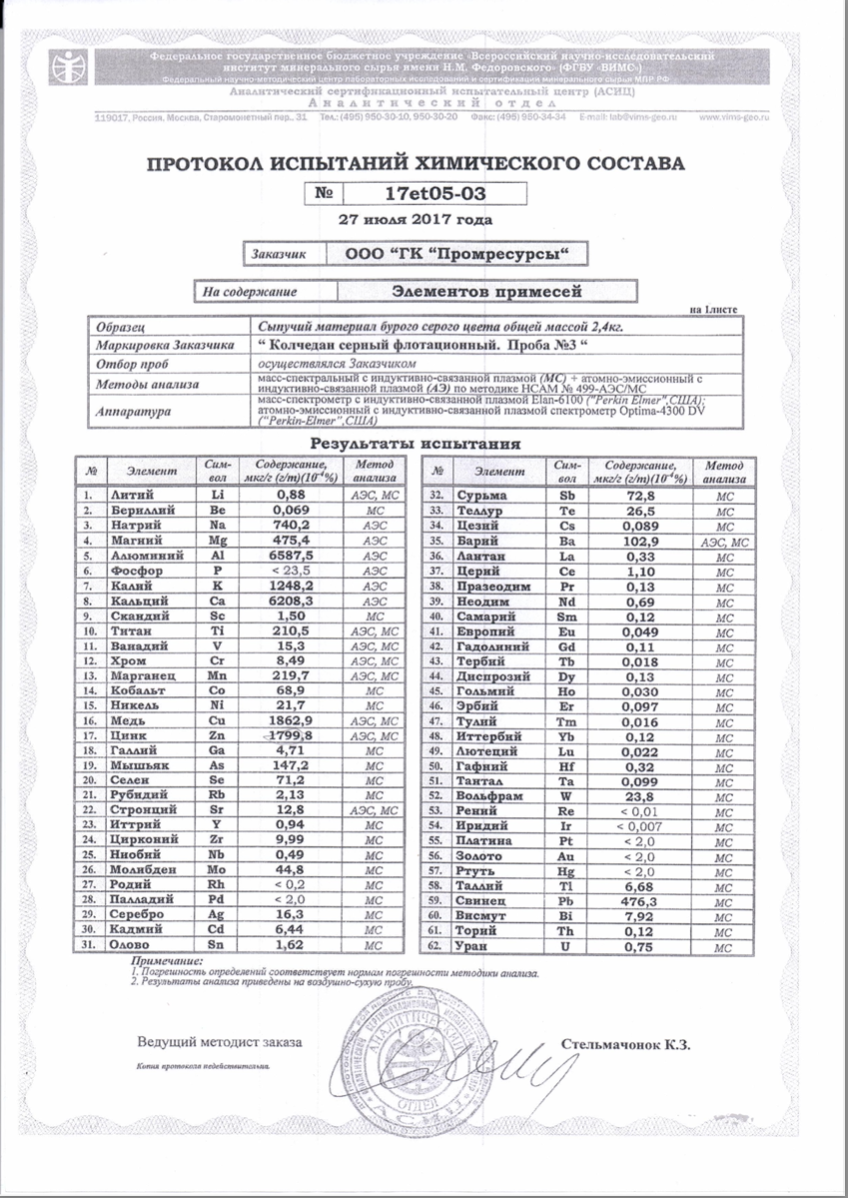 Федеральное государственное бюджетное учреждение «Всероссийский научно-исследовательский
институт минерального сырья имени Н.М. Федоровского» (ФГБУ «ВИМС»)
Федеральный научно-методический центр лабораторных исследований и сертификации минерального сырья МПР РФ
Аналитический сертификационный испытательный центр (АСИЦ)
Аналитический отдел
119017, Россия, Москва, Старомонетный пер., 31 Тел.: (495) 950-30-10, 950-30-20 Факс: (495) 950-34-34 E-mail: lab@vims-geo.ru www.vims-geo.ru
ПРОТОКОЛ ИСПЫТАНИЙ ХИМИЧЕСКОГО СОСТАВА
№ 17et05-03
27 июля 2017 года
Заказчик ООО “ГК “Промресурсы“
На содержание Элементов примесей
на 1листе
Образец Сыпучий материал бурого серого цвета общей массой 2,4кг.
Маркировка Заказчика “ Колчедан серный флотационный. Проба №3 “
Отбор проб осуществлялся Заказчиком
Методы анализа масс-спектральный с индуктивно-связанной плазмой (МС) + атомно-эмиссионный с
индуктивно-связанной плазмой (АЭ) по методике НСАМ № 499-АЭС/МС
Аппаратура масс-спектрометр с индуктивно-связанной плазмой Elan-6100 ("Perkin Elmer",США);
атомно-эмиссионный с индуктивно-связанной плазмой спектрометр Optima-4300 DV
("Perkin-Elmer",США)
Результаты испытания
№ Элемент Сим-вол Содержание, мкг/г (г/т)(10⁻⁴%) Метод анализа
1. Литий Li 0,88 АЭС, МС
2. Бериллий Be 0,069 МС
3. Натрий Na 740,2 АЭС
4. Магний Mg 475,4 АЭС
5. Алюминий Al 6587,5 АЭС
6. Фосфор P < 23,5 АЭС
7. Калий K 1248,2 АЭС
8. Кальций Ca 6208,3 АЭС
9. Скандий Sc 1,50 МС
10. Титан Ti 210,5 АЭС, МС
11. Ванадий V 15,3 АЭС, МС
12. Хром Cr 8,49 АЭС, МС
13. Марганец Mn 219,7 АЭС, МС
14. Кобальт Co 68,9 МС
15. Никель Ni 21,7 МС
16. Медь Cu 1862,9 АЭС, МС
17. Цинк Zn 1799,8 АЭС, МС
18. Галлий Ga 4,71 МС
19. Мышьяк As 147,2 МС
20. Селен Se 71,2 МС
21. Рубидий Rb 2,13 МС
22. Стронций Sr 12,8 АЭС, МС
23. Иттрий Y 0,94 МС
24. Цирконий Zr 9,99 МС
25. Ниобий Nb 0,49 МС
26. Молибден Mo 44,8 МС
27. Родий Rh < 0,2 МС
28. Палладий Pd < 2,0 МС
29. Серебро Ag 16,3 МС
30. Кадмий Cd 6,44 МС
31. Олово Sn 1,62 МС
№ Элемент Сим-вол Содержание, мкг/г (г/т)(10⁻⁴%) Метод анализа
32. Сурьма Sb 72,8 МС
33. Теллур Te 26,5 МС
34. Цезий Cs 0,089 МС
35. Барий Ba 102,9 АЭС, МС
36. Лантан La 0,33 МС
37. Церий Ce 1,10 МС
38. Празеодим Pr 0,13 МС
39. Неодим Nd 0,69 МС
40. Самарий Sm 0,12 МС
41. Европий Eu 0,049 МС
42. Гадолиний Gd 0,11 МС
43. Тербий Tb 0,018 МС
44. Диспрозий Dy 0,13 МС
45. Гольмий Ho 0,030 МС
46. Эрбий Er 0,097 МС
47. Тулий Tm 0,016 МС
48. Иттербий Yb 0,12 МС
49. Лютеций Lu 0,022 МС
50. Гафний Hf 0,32 МС
51. Тантал Ta 0,099 МС
52. Вольфрам W 23,8 МС
53. Рений Re < 0,01 МС
54. Иридий Ir < 0,007 МС
55. Платина Pt < 2,0 МС
56. Золото Au < 2,0 МС
57. Ртуть Hg < 2,0 МС
58. Таллий Tl 6,68 МС
59. Свинец Pb 476,3 МС
60. Висмут Bi 7,92 МС
61. Торий Th 0,12 МС
62. Уран U 0,75 МС
Примечание:
1. Погрешность определений соответствует нормам погрешности методики анализа.
2. Результаты анализа приведены на воздушно-сухую пробу.
Ведущий методист заказа Стельмачонок К.З.
Копия протокола недействительна.
АНАЛИТИЧЕСКИЙ
ОТДЕЛ
АСИЦ